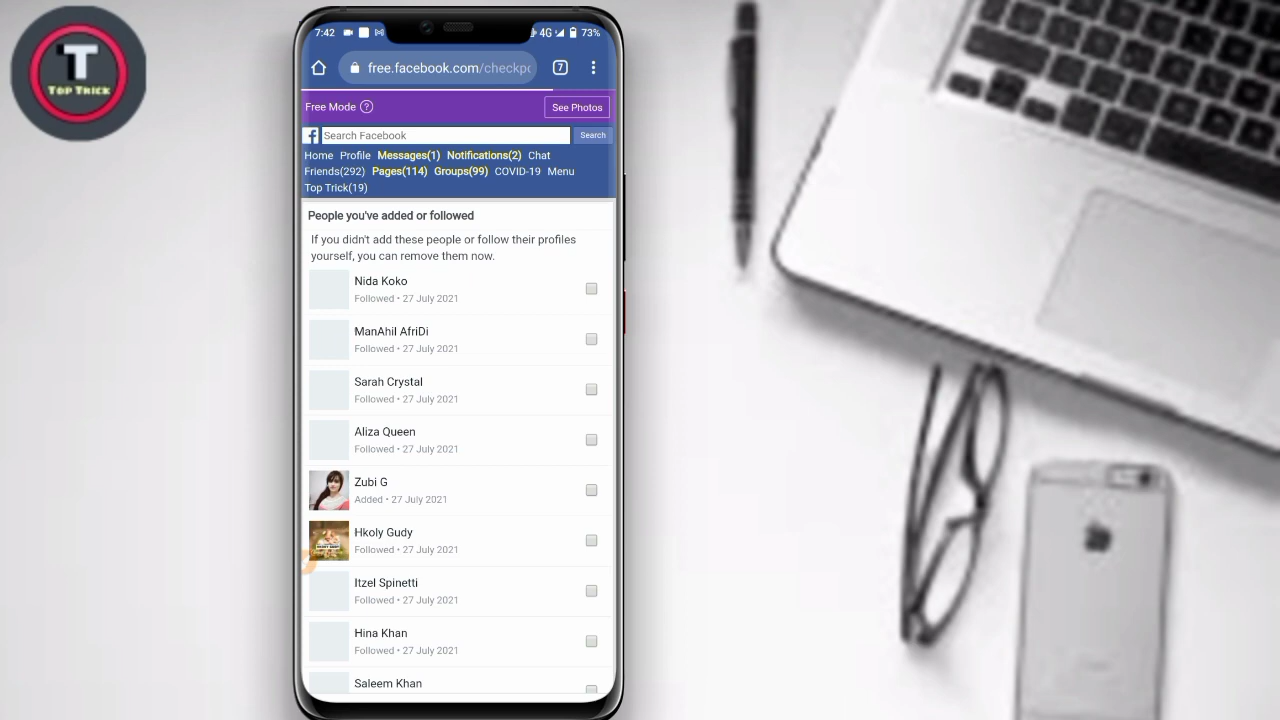 T
TOP TRICK
7:42 4G 73%
free.facebook.com/checkpo
7
Free Mode ? See Photos
f Search Facebook Search
Home Profile Messages(1) Notifications(2) Chat
Friends(292) Pages(114) Groups(99) COVID-19 Menu
Top Trick(19)
People you've added or followed
If you didn't add these people or follow their profiles
yourself, you can remove them now.
Nida Koko
Followed • 27 July 2021
ManAhil AfriDi
Followed • 27 July 2021
Sarah Crystal
Followed • 27 July 2021
Aliza Queen
Followed • 27 July 2021
Zubi G
Added • 27 July 2021
Hkoly Gudy
Followed • 27 July 2021
Itzel Spinetti
Followed • 27 July 2021
Hina Khan
Followed • 27 July 2021
Saleem Khan